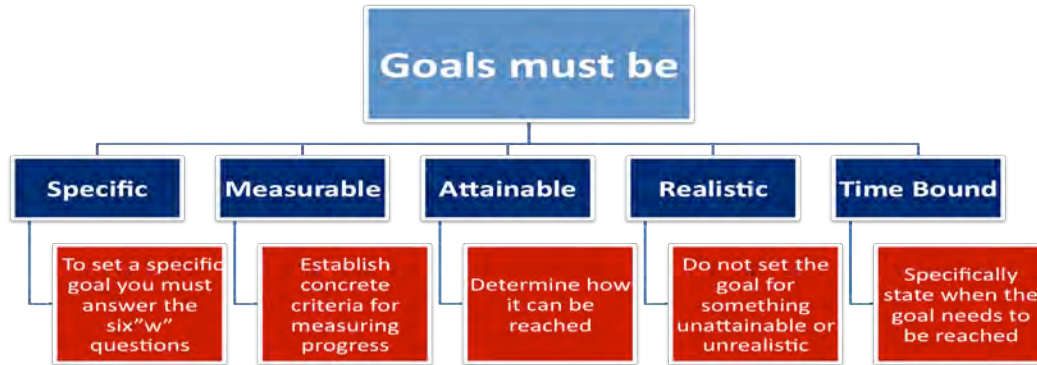 Goals must be
Specific
Measurable
Attainable
Realistic
Time Bound
To set a specific
goal you must
answer the
six"w"
questions
Establish
concrete
criteria for
measuring
progress
Determine how
it can be
reached
Do not set the
goal for
something
unattainable or
unrealistic
Specifically
state when the
goal needs to
be reached